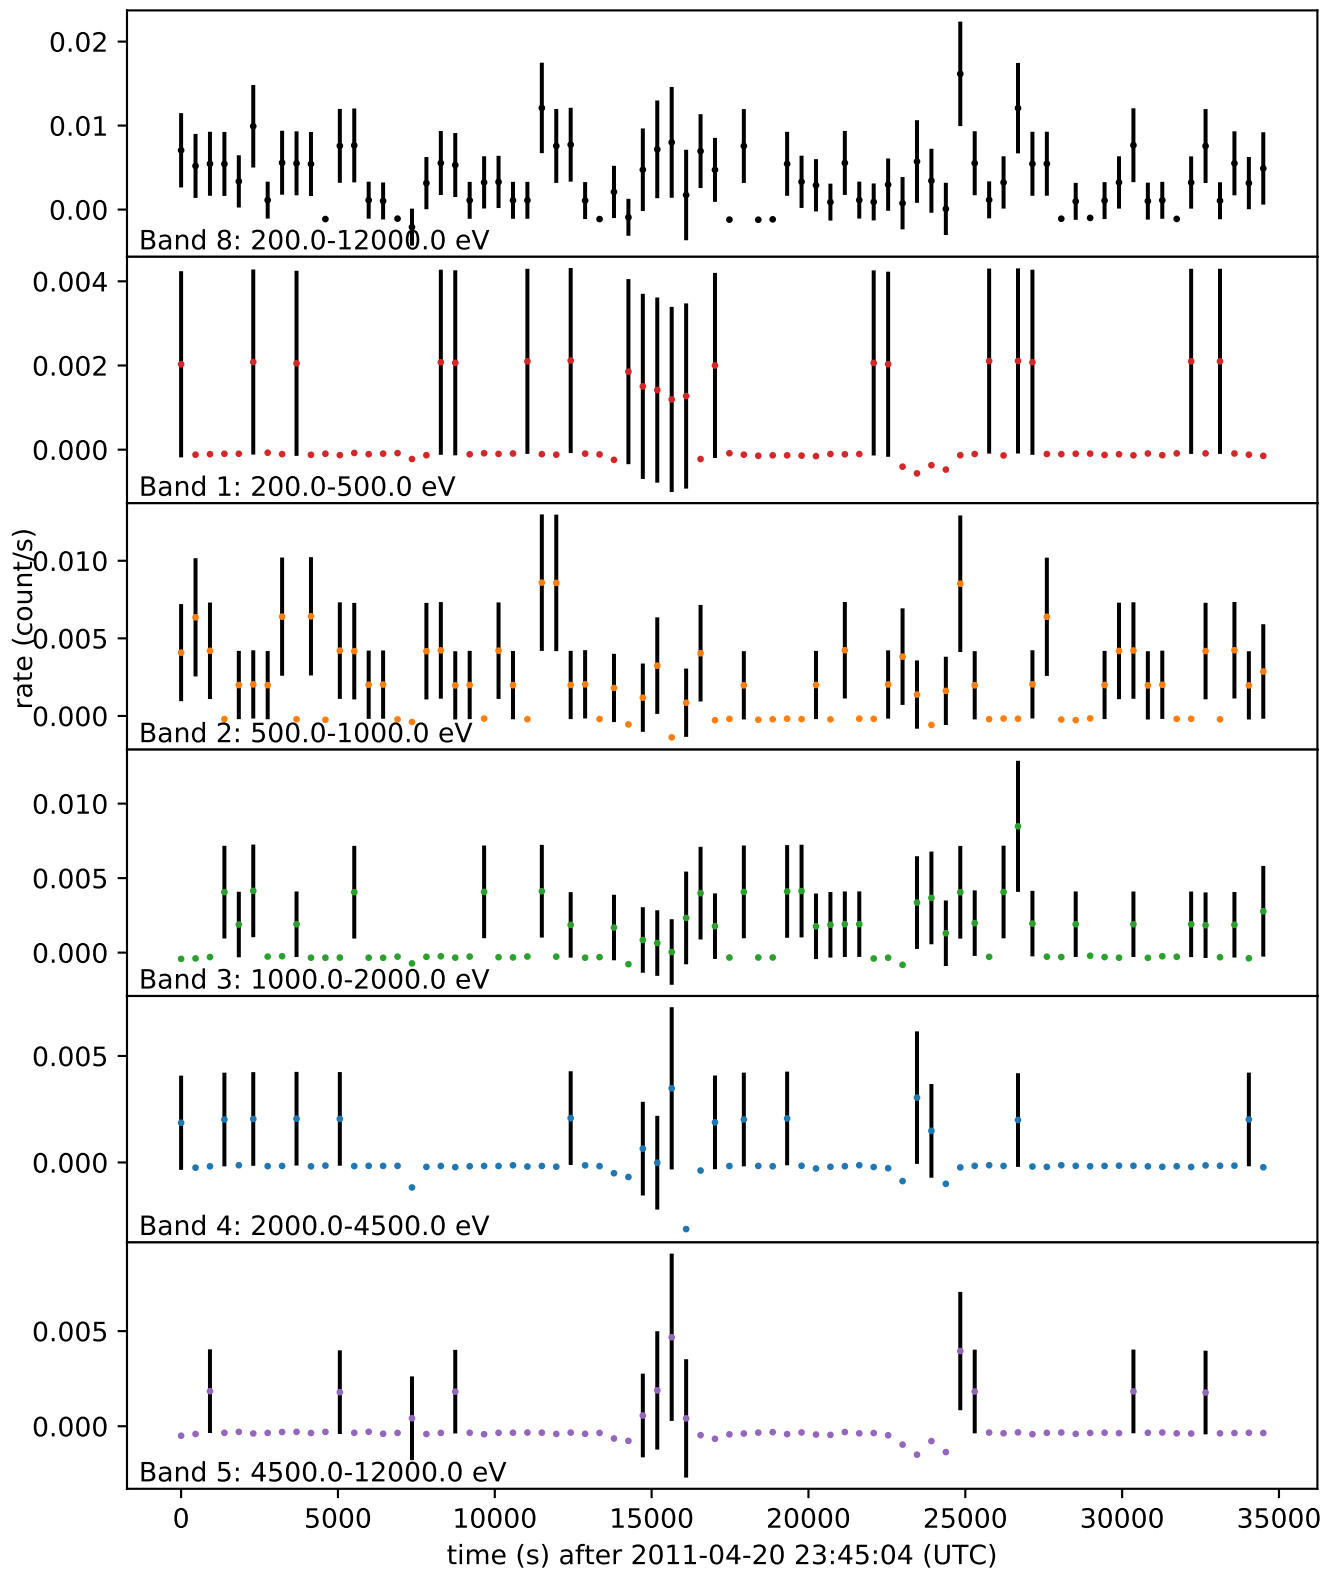 0.02
0.01
0.00
Band 8: 200.0-12000.0 eV
0.004
0.002
0.000
Band 1: 200.0-500.0 eV
rate (count/s)
0.010
0.005
0.000
Band 2: 500.0-1000.0 eV
0.010
0.005
0.000
Band 3: 1000.0-2000.0 eV
0.005
0.000
Band 4: 2000.0-4500.0 eV
0.005
0.000
Band 5: 4500.0-12000.0 eV
0 5000 10000 15000 20000 25000 30000 35000
time (s) after 2011-04-20 23:45:04 (UTC)